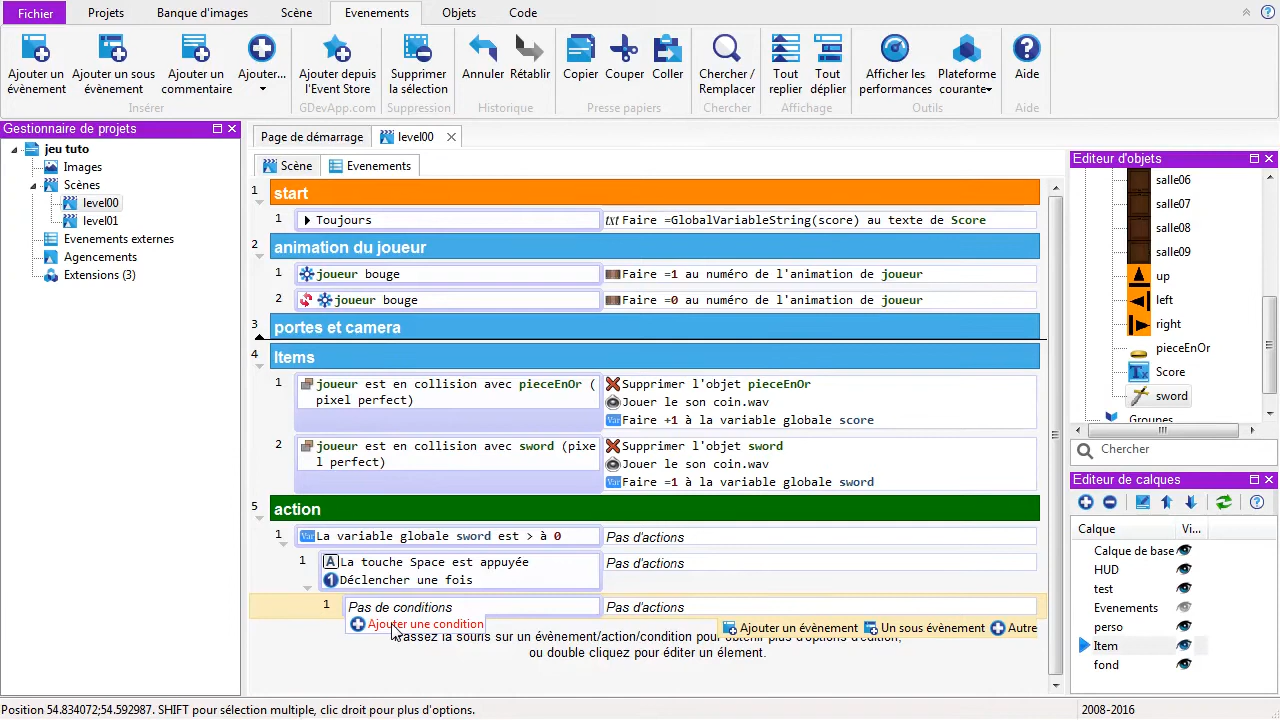 Fichier Projets Banque d'images Scène Evenements Objets Code
Ajouter un évènement Ajouter un sous évènement Ajouter un commentaire Ajouter... Ajouter depuis l'Event Store Supprimer la sélection Annuler Rétablir Copier Couper Coller Chercher / Remplacer Tout replier Tout déplier Afficher les performances Plateforme courante Aide
Insérer GDevApp.com Suppression Historique Presse papiers Chercher Affichage Outils Aide
Gestionnaire de projets
jeu tuto
Images
Scènes
level00
level01
Evenements externes
Agencements
Extensions (3)
Page de démarrage level00
Scène Evenements
1 start
1 Toujours txt Faire =GlobalVariableString(score) au texte de Score
2 animation du joueur
1 joueur bouge Faire =1 au numéro de l'animation de joueur
2 joueur bouge Faire =0 au numéro de l'animation de joueur
3 portes et camera
4 Items
1 joueur est en collision avec pieceEnOr ( Supprimer l'objet pieceEnOr
pixel perfect) Jouer le son coin.wav
Var Faire +1 à la variable globale score
2 joueur est en collision avec sword (pixe Supprimer l'objet sword
l perfect) Jouer le son coin.wav
Var Faire =1 à la variable globale sword
5 action
1 Var La variable globale sword est > à 0 Pas d'actions
1 A La touche Space est appuyée Pas d'actions
1 Déclencher une fois
1 Pas de conditions Pas d'actions
Ajouter une condition Ajouter un évènement Un sous évènement Autre
assez la souris sur un évènement/action/condition pour obtenir plus d'options d'édition,
ou double cliquez pour éditer un élement.
Editeur d'objets
salle06
salle07
salle08
salle09
up
left
right
pieceEnOr
Tx Score
sword
Groupes
Chercher
Editeur de calques
Calque Vi...
Calque de base
HUD
test
Evenements
perso
Item
fond
Position 54.834072;54.592987. SHIFT pour sélection multiple, clic droit pour plus d'options. 2008-2016